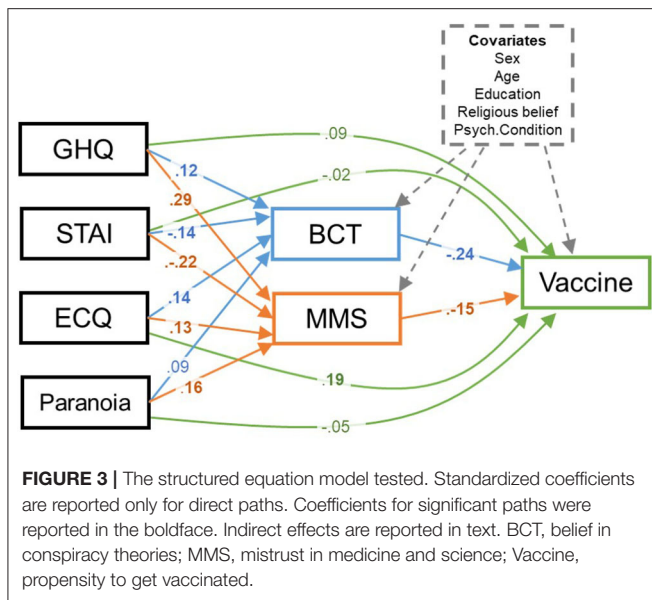 Covariates
Sex
Age
Education
Religious belief
Psych.Condition
GHQ
STAI
ECQ
Paranoia
BCT
MMS
Vaccine
.09
.12
-.02
.29
-.14
.-.22
.14
.13
.09
.16
-.24
.-15
.19
-.05
FIGURE 3 | The structured equation model tested. Standardized coefficients
are reported only for direct paths. Coefficients for significant paths were
reported in the boldface. Indirect effects are reported in text. BCT, belief in
conspiracy theories; MMS, mistrust in medicine and science; Vaccine,
propensity to get vaccinated.